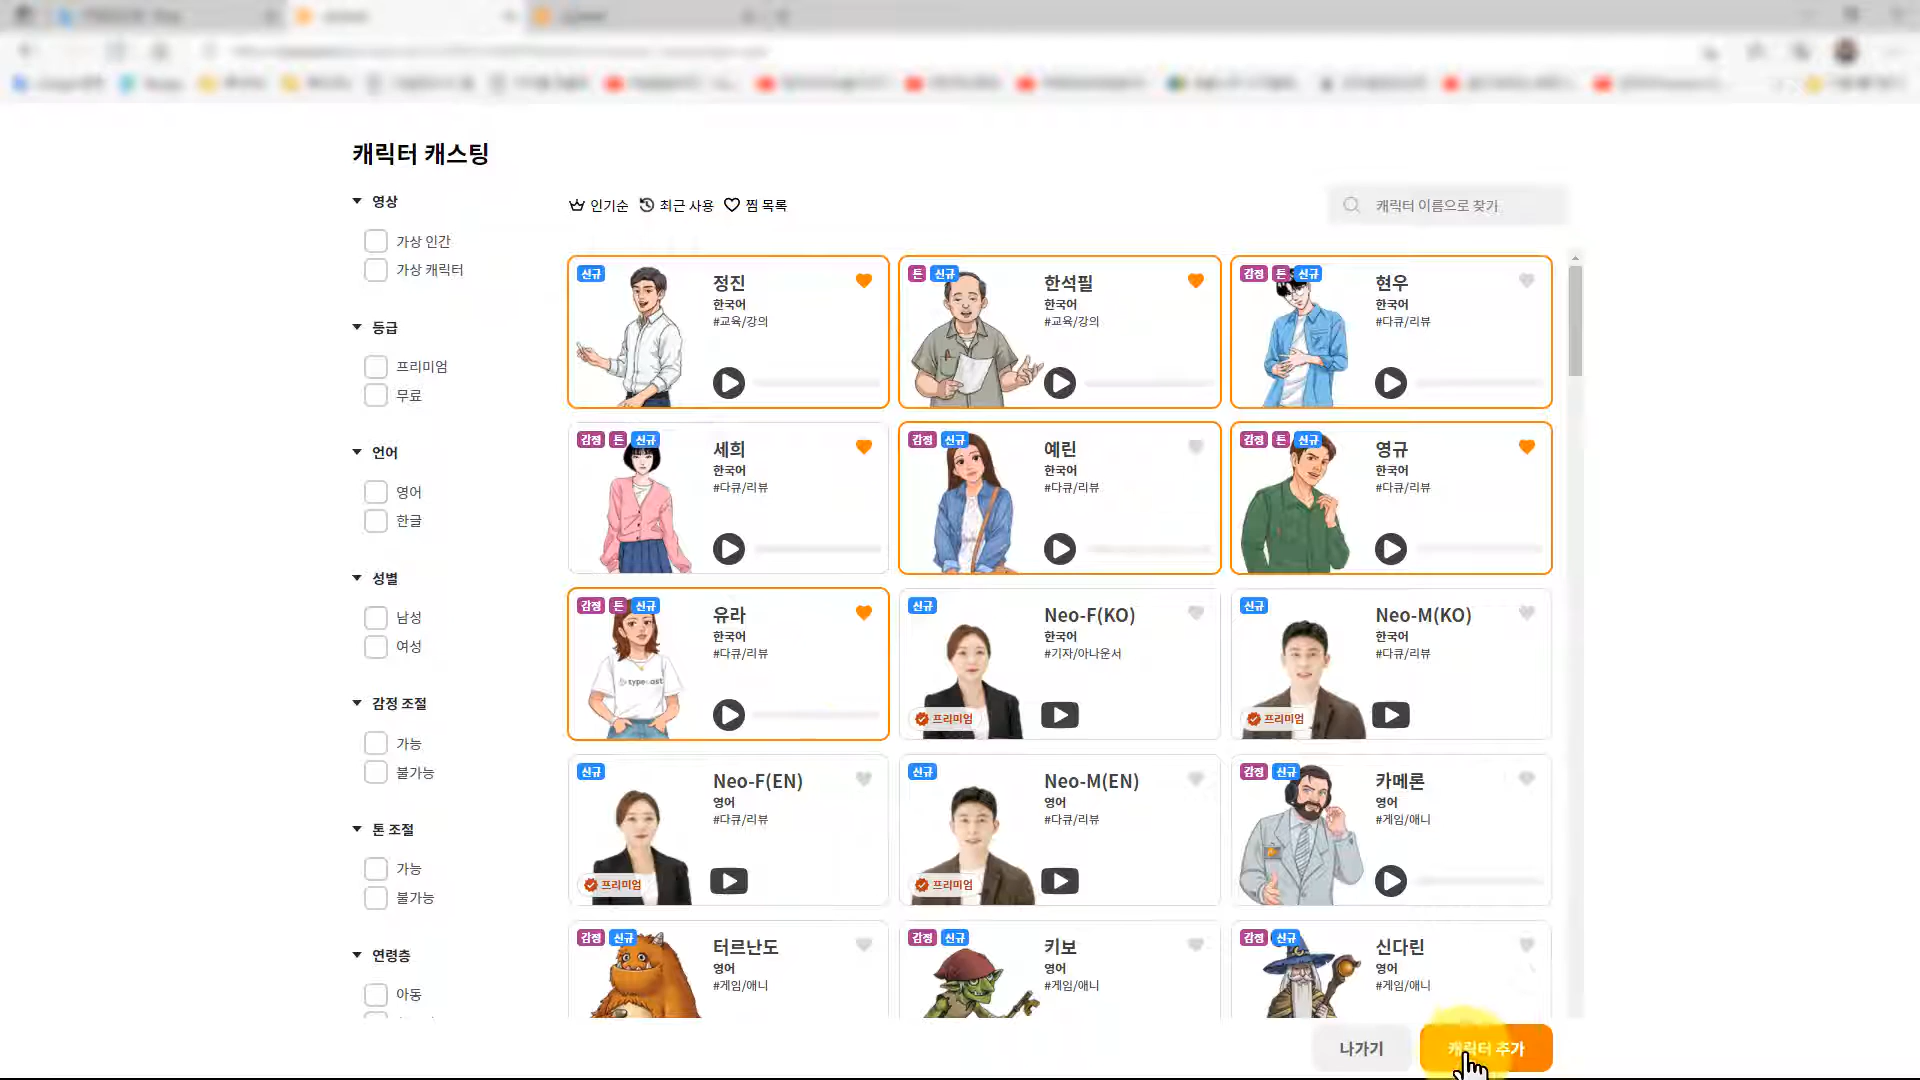 캐릭터 캐스팅
영상
가상 인간
가상 캐릭터
등급
프리미엄
무료
언어
영어
한글
성별
남성
여성
감정 조절
가능
불가능
톤 조절
가능
불가능
연령층
아동
인기순 최근 사용 찜 목록
캐릭터 이름으로 찾기
신규
정진
한국어
#교육/강의
톤 신규
한석필
한국어
#교육/강의
감정 톤 신규
현우
한국어
#다큐/리뷰
감정 톤 신규
세희
한국어
#다큐/리뷰
감정 신규
예린
한국어
#다큐/리뷰
감정 톤 신규
영규
한국어
#다큐/리뷰
감정 톤 신규
유라
한국어
#다큐/리뷰
typecast
신규
Neo-F(KO)
한국어
#기자/아나운서
프리미엄
신규
Neo-M(KO)
한국어
#다큐/리뷰
프리미엄
신규
Neo-F(EN)
영어
#다큐/리뷰
프리미엄
신규
Neo-M(EN)
영어
#다큐/리뷰
프리미엄
감정 신규
카메론
영어
#게임/애니
감정 신규
터르난도
영어
#게임/애니
감정 신규
키보
영어
#게임/애니
감정 신규
신다린
영어
#게임/애니
나가기
캐릭터 추가